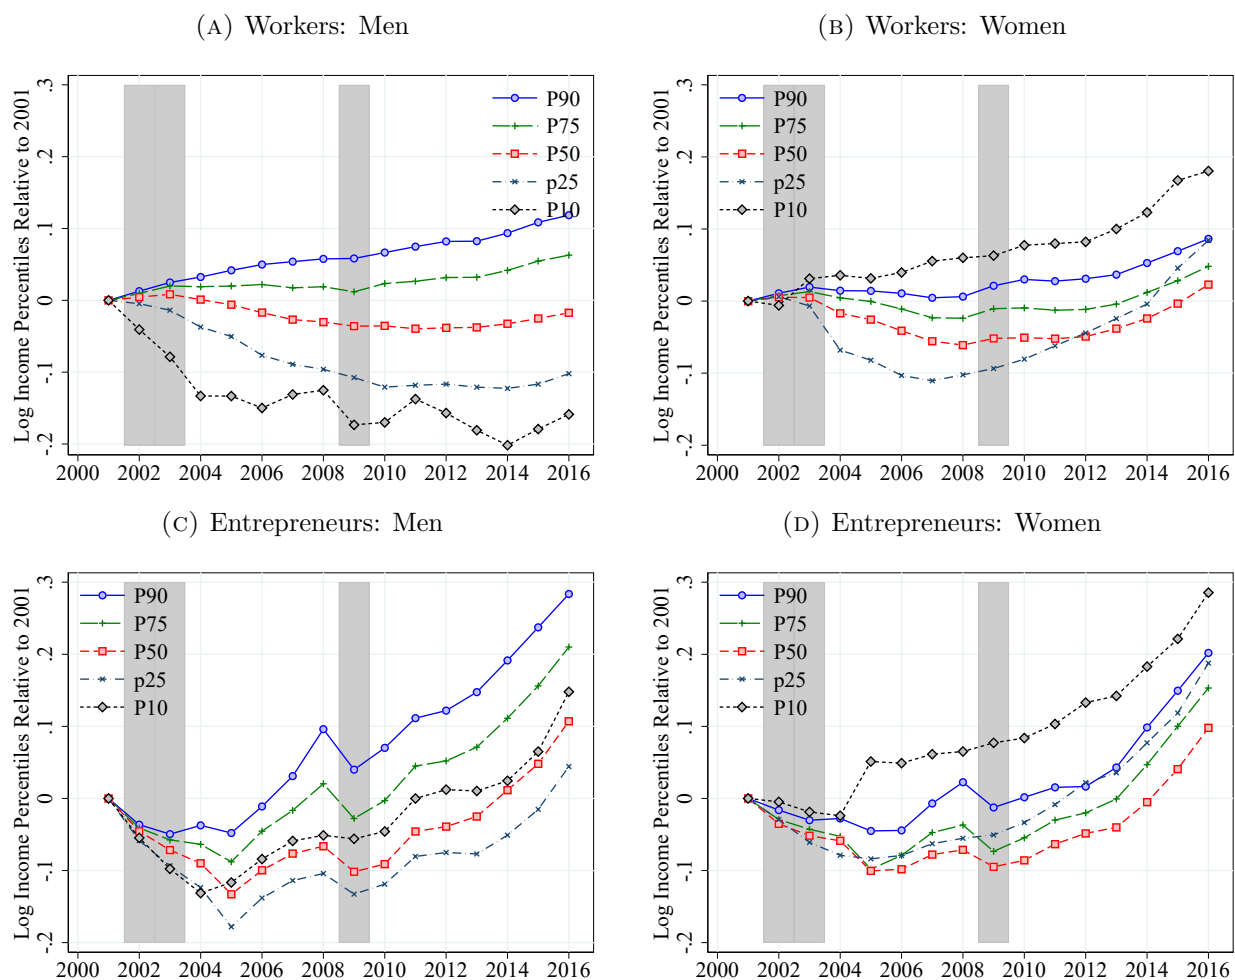 (A) Workers: Men
Log Income Percentiles Relative to 2001
.3
.2
.1
0
-.1
-.2
P90
P75
P50
p25
P10
2000 2002 2004 2006 2008 2010 2012 2014 2016
(B) Workers: Women
Log Income Percentiles Relative to 2001
.3
.2
.1
0
-.1
-.2
P90
P75
P50
p25
P10
2000 2002 2004 2006 2008 2010 2012 2014 2016
(C) Entrepreneurs: Men
Log Income Percentiles Relative to 2001
.3
.2
.1
0
-.1
-.2
P90
P75
P50
p25
P10
2000 2002 2004 2006 2008 2010 2012 2014 2016
(D) Entrepreneurs: Women
Log Income Percentiles Relative to 2001
.3
.2
.1
0
-.1
-.2
P90
P75
P50
p25
P10
2000 2002 2004 2006 2008 2010 2012 2014 2016